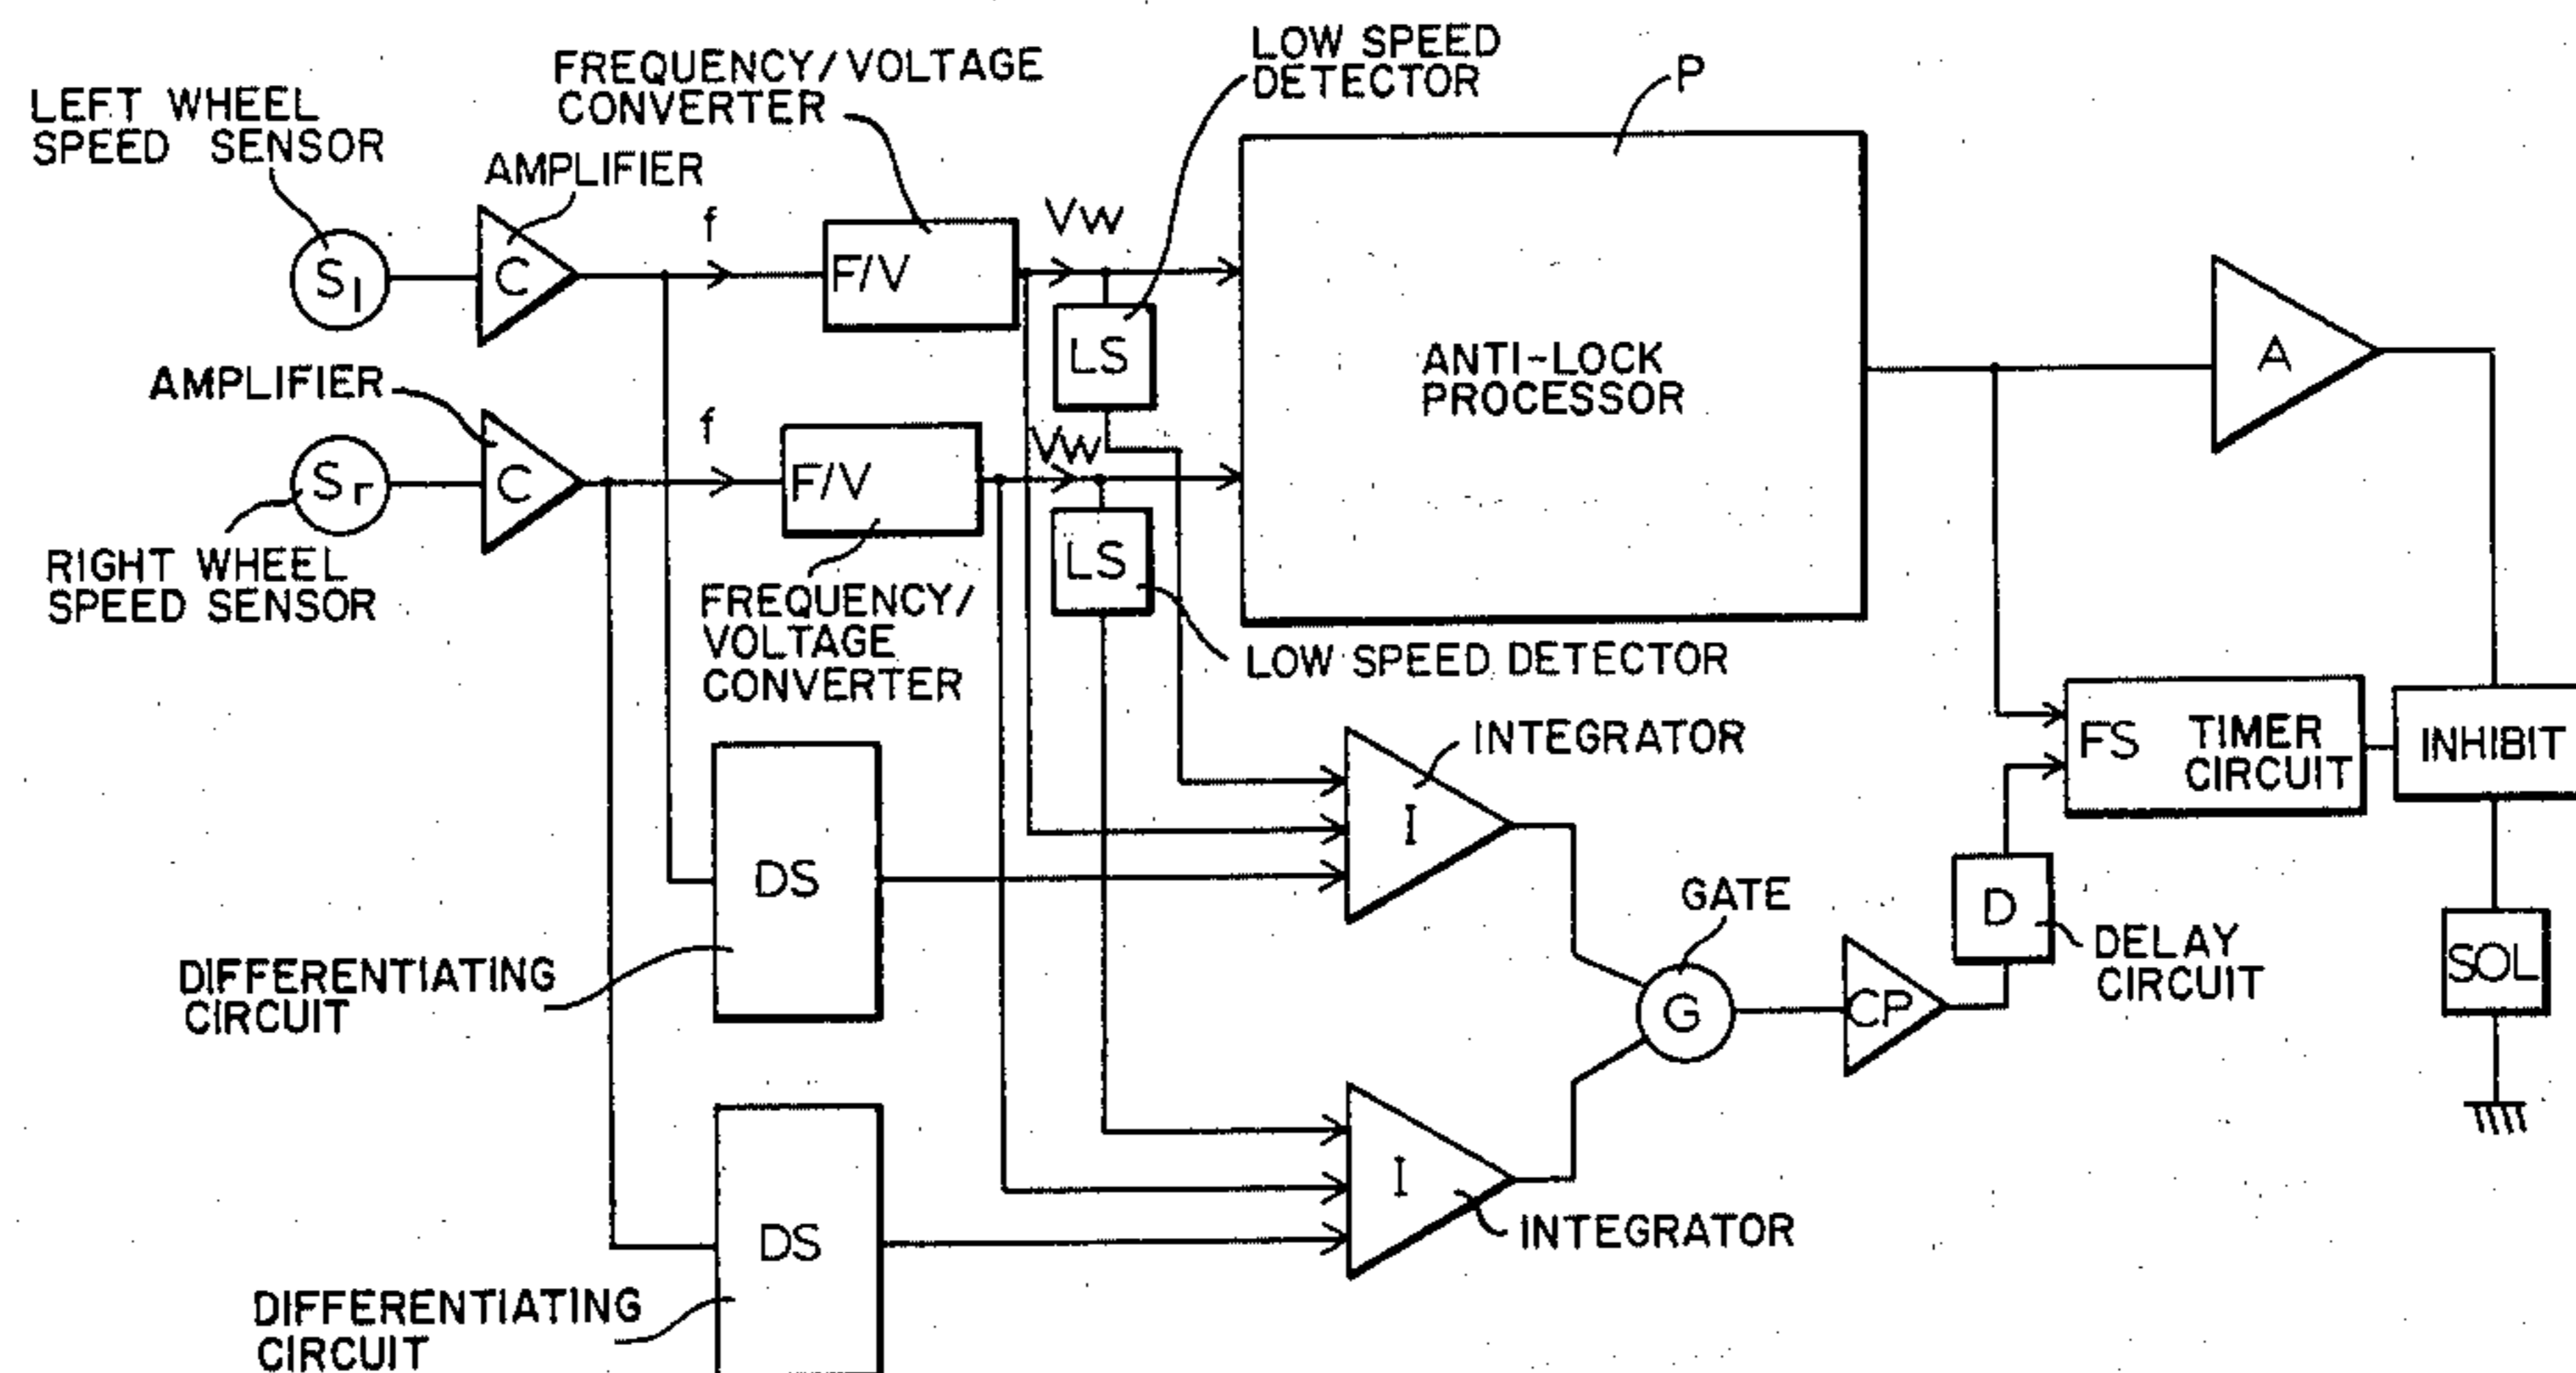 LOW SPEED
DETECTOR
P
FREQUENCY/VOLTAGE
CONVERTER
LEFT WHEEL
SPEED SENSOR
AMPLIFIER
f
Vw
Sl
C
F/V
LS
ANTI-LOCK
PROCESSOR
A
AMPLIFIER
f
Vw
Sr
C
F/V
LS
RIGHT WHEEL
SPEED SENSOR
FREQUENCY/
VOLTAGE
CONVERTER
LOW SPEED DETECTOR
INTEGRATOR
FS
TIMER
CIRCUIT
INHIBIT
I
DS
GATE
D
DELAY
CIRCUIT
SOL
DIFFERENTIATING
CIRCUIT
G
CP
I
INTEGRATOR
DS
DIFFERENTIATING
CIRCUIT